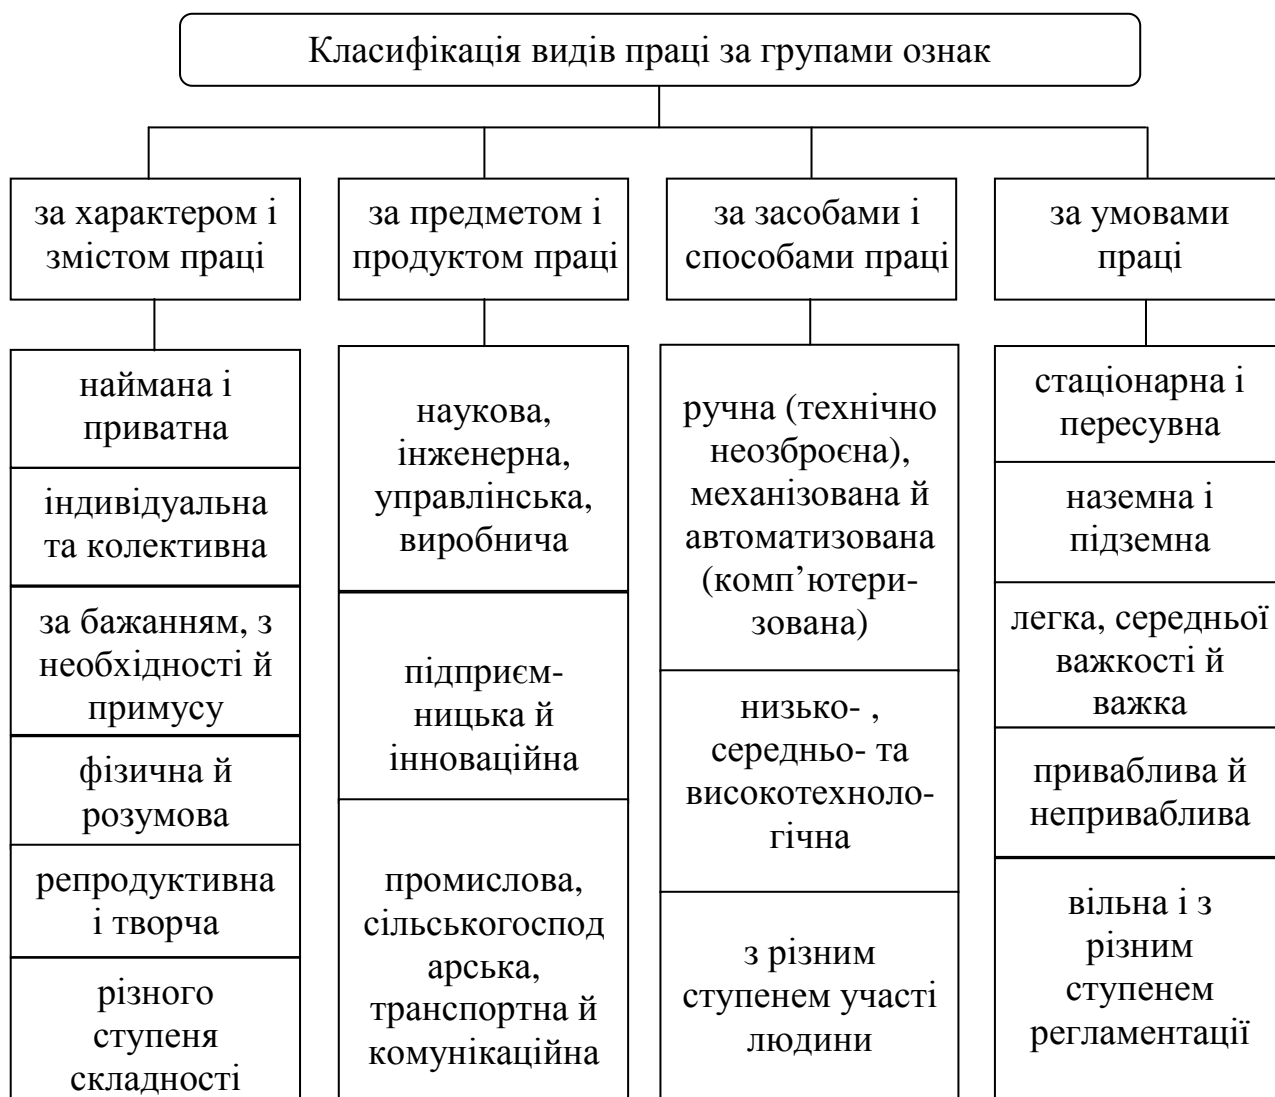 Класифікація видів праці за групами ознак
за характером і
змістом праці
за предметом і
продуктом праці
за засобами і
способами праці
за умовами
праці
наймана і
приватна
індивідуальна
та колективна
за бажанням, з
необхідності й
примусу
фізична й
розумова
репродуктивна
і творча
різного
ступеня
складності
наукова,
інженерна,
управлінська,
виробнича
підприєм-
ницька й
інноваційна
промислова,
сільськогоспод
арська,
транспортна й
комунікаційна
ручна (технічно
неозброєна),
механізована й
автоматизована
(комп’ютери-
зована)
низько- ,
середньо- та
високотехноло-
гічна
з різним
ступенем участі
людини
стаціонарна і
пересувна
наземна і
підземна
легка, середньої
важкості й
важка
приваблива й
неприваблива
вільна і з
різним
ступенем
регламентації